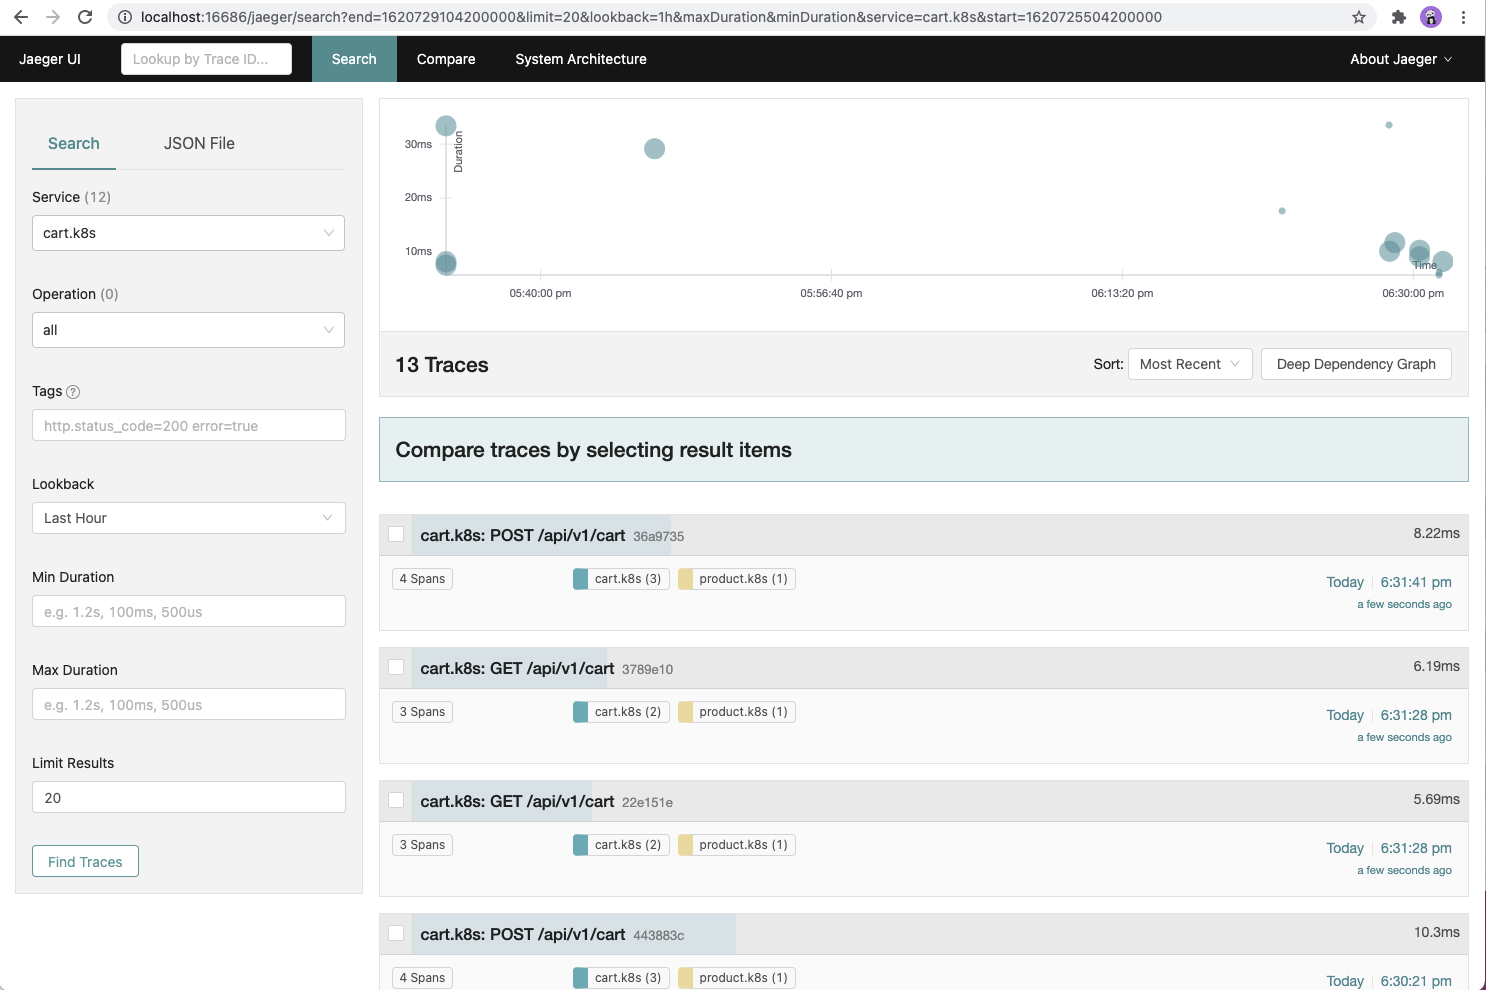 localhost:16686/jaeger/search?end=1620729104200000&limit=20&lookback=1h&maxDuration&minDuration&service=cart.k8s&start=1620725504200000
Jaeger UI
Lookup by Trace ID...
Search
Compare
System Architecture
About Jaeger
Search
JSON File
Service (12)
cart.k8s
Operation (0)
all
Tags ?
http.status_code=200 error=true
Lookback
Last Hour
Min Duration
e.g. 1.2s, 100ms, 500us
Max Duration
e.g. 1.2s, 100ms, 500us
Limit Results
20
Find Traces
Duration
30ms
20ms
10ms
Time
05:40:00 pm
05:56:40 pm
06:13:20 pm
06:30:00 pm
13 Traces
Sort: Most Recent
Deep Dependency Graph
Compare traces by selecting result items
cart.k8s: POST /api/v1/cart 36a9735
8.22ms
4 Spans
cart.k8s (3)
product.k8s (1)
Today | 6:31:41 pm
a few seconds ago
cart.k8s: GET /api/v1/cart 3789e10
6.19ms
3 Spans
cart.k8s (2)
product.k8s (1)
Today | 6:31:28 pm
a few seconds ago
cart.k8s: GET /api/v1/cart 22e151e
5.69ms
3 Spans
cart.k8s (2)
product.k8s (1)
Today | 6:31:28 pm
a few seconds ago
cart.k8s: POST /api/v1/cart 443883c
10.3ms
4 Spans
cart.k8s (3)
product.k8s (1)
Today | 6:30:21 pm